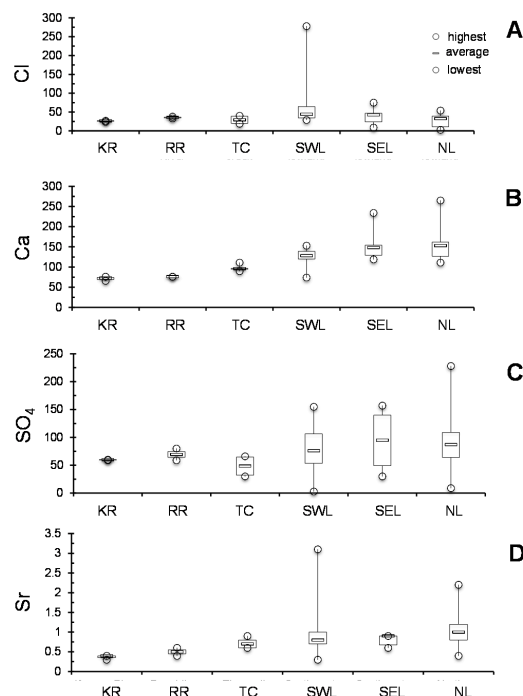 A
highest
average
lowest
Cl
300
250
200
150
100
50
0
KR RR TC SWL SEL NL
B
Ca
300
250
200
150
100
50
0
KR RR TC SWL SEL NL
C
SO4
250
200
150
100
50
0
KR RR TC SWL SEL NL
D
Sr
3.5
3
2.5
2
1.5
1
0.5
0
KR RR TC SWL SEL NL